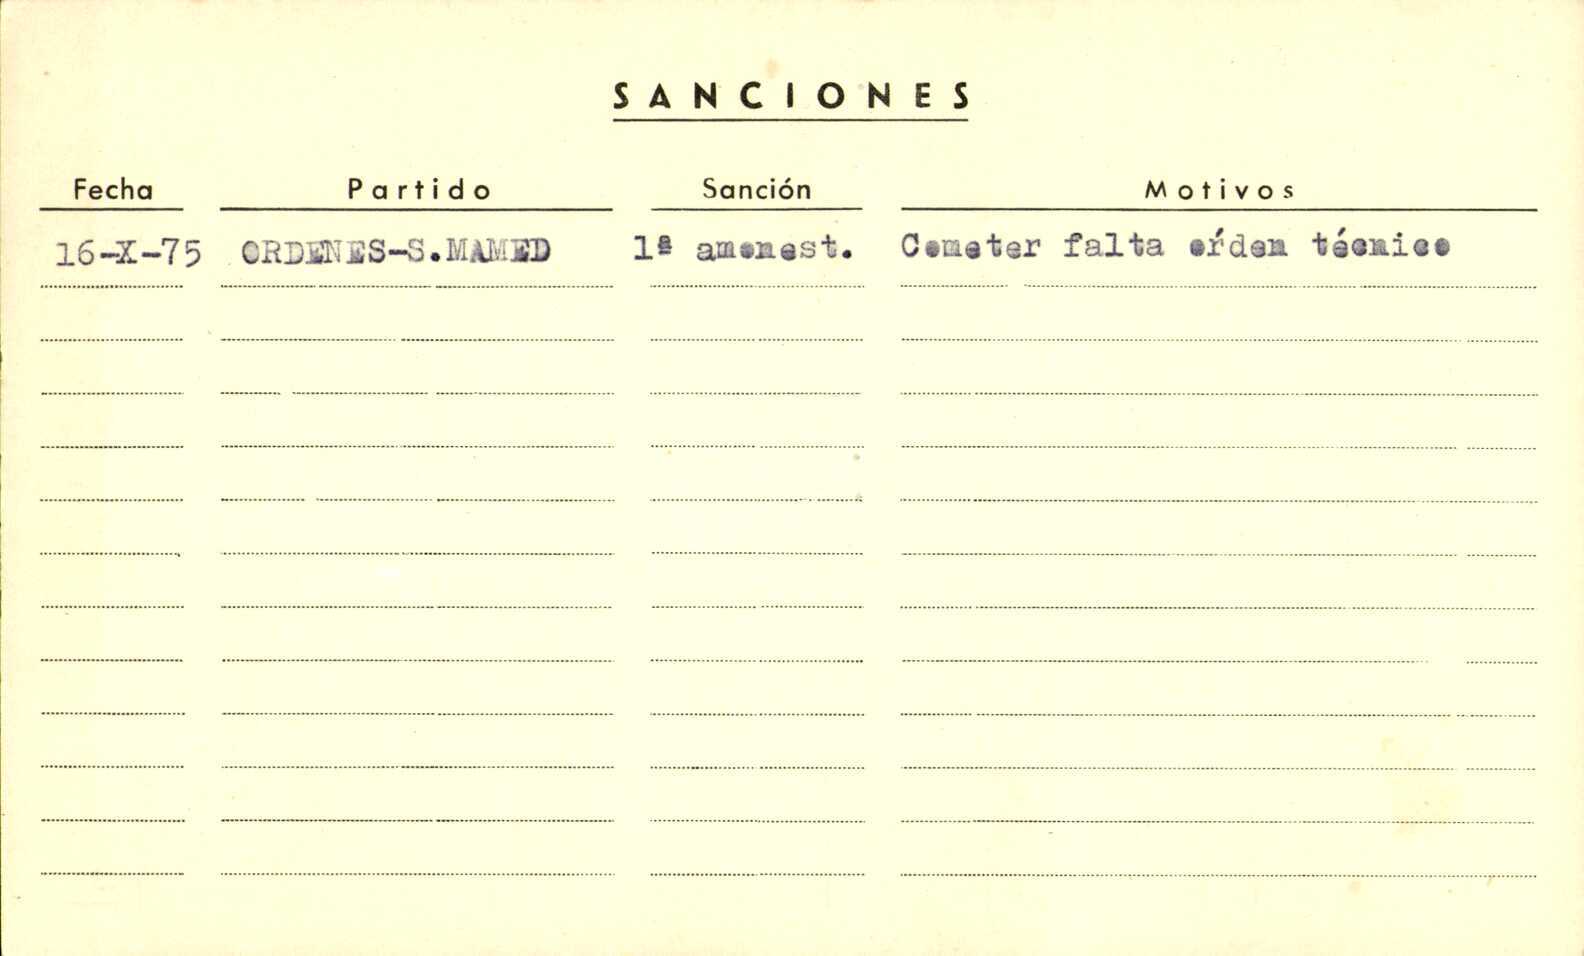 SANCIONES
Fecha Partido Sanción Motivos
16-X-75 ORDENES-S.MAMED 1ª amonest. Cometer falta órden técnico